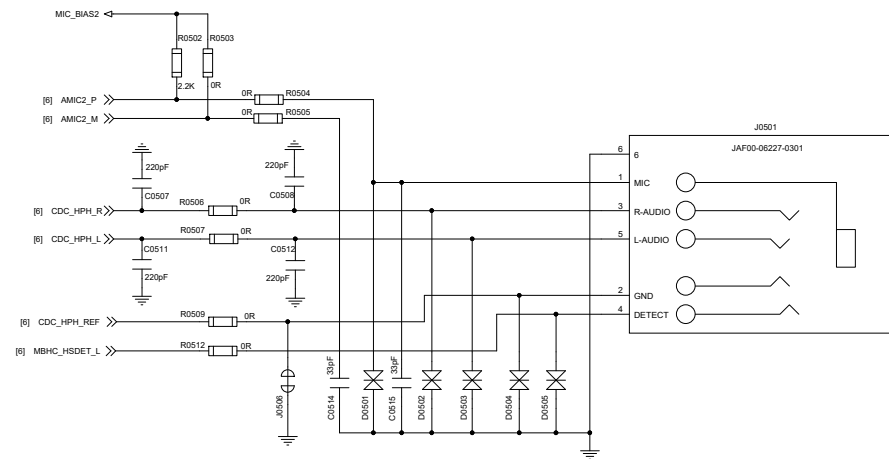 MIC_BIAS2
R0502
R0503
2.2K
0R
[6] AMIC2_P
0R
R0504
[6] AMIC2_M
0R
R0505
J0501
JAF00-06227-0301
220pF
C0507
220pF
C0508
6
6
1
MIC
[6] CDC_HPH_R
R0506
0R
3
R-AUDIO
[6] CDC_HPH_L
R0507
0R
5
L-AUDIO
C0511
220pF
C0512
220pF
2
GND
[6] CDC_HPH_REF
R0509
0R
4
DETECT
[6] MBHC_HSDET_L
R0512
0R
J0506
33pF
C0514
D0501
33pF
C0515
D0502
D0503
D0504
D0505